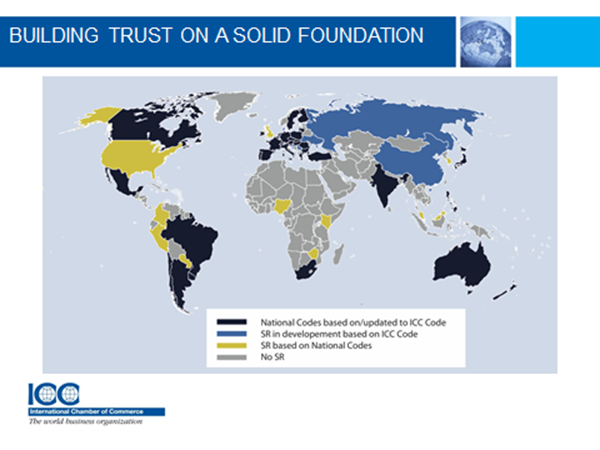 BUILDING TRUST ON A SOLID FOUNDATION
National Codes based on/updated to ICC Code
SR in developement based on ICC Code
SR based on National Codes
No SR
ICC
International Chamber of Commerce
The world business organization